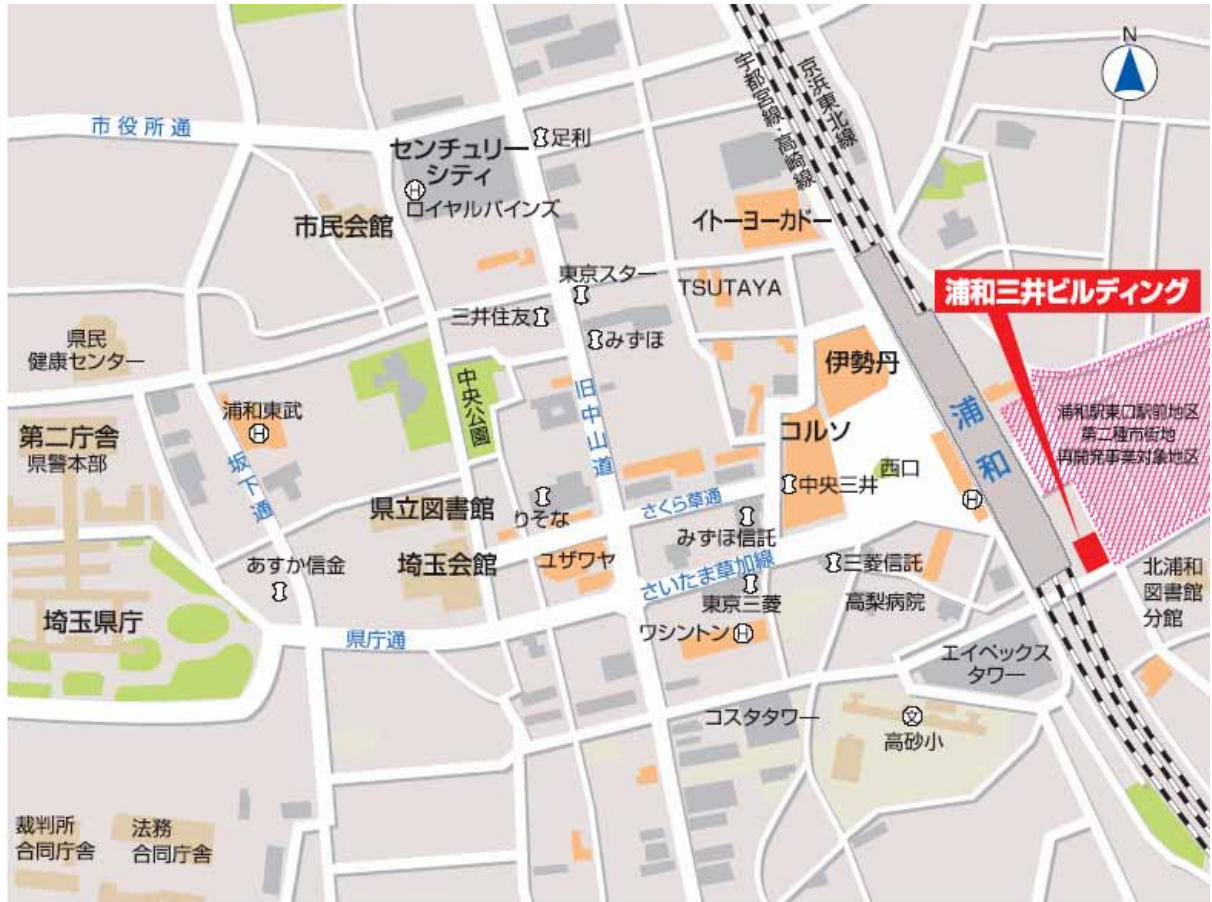 N
市役所通
センチュリー
シティ
足利
ロイヤルパインズ
市民会館
宇都宮線・高崎線
京浜東北線
イトーヨーカドー
東京スター
TSUTAYA
三井住友
みずほ
浦和三井ビルディング
県民
健康センター
伊勢丹
中央公園
旧中山道
浦和東武
第二庁舎
県警本部
坂下通
コルソ
浦和
浦和駅東口駅前地区
第二種市街地
再開発事業対象地区
西口
中央三井
県立図書館
りそな
さくら草通
みずほ信託
あすか信金
埼玉会館
ユザワヤ
さいたま草加線
三菱信託
東京三菱
高梨病院
北浦和
図書館
分館
埼玉県庁
県庁通
ワシントン
エイペックス
タワー
コスタタワー
文
高砂小
裁判所
合同庁舎
法務
合同庁舎
H
H
H
H